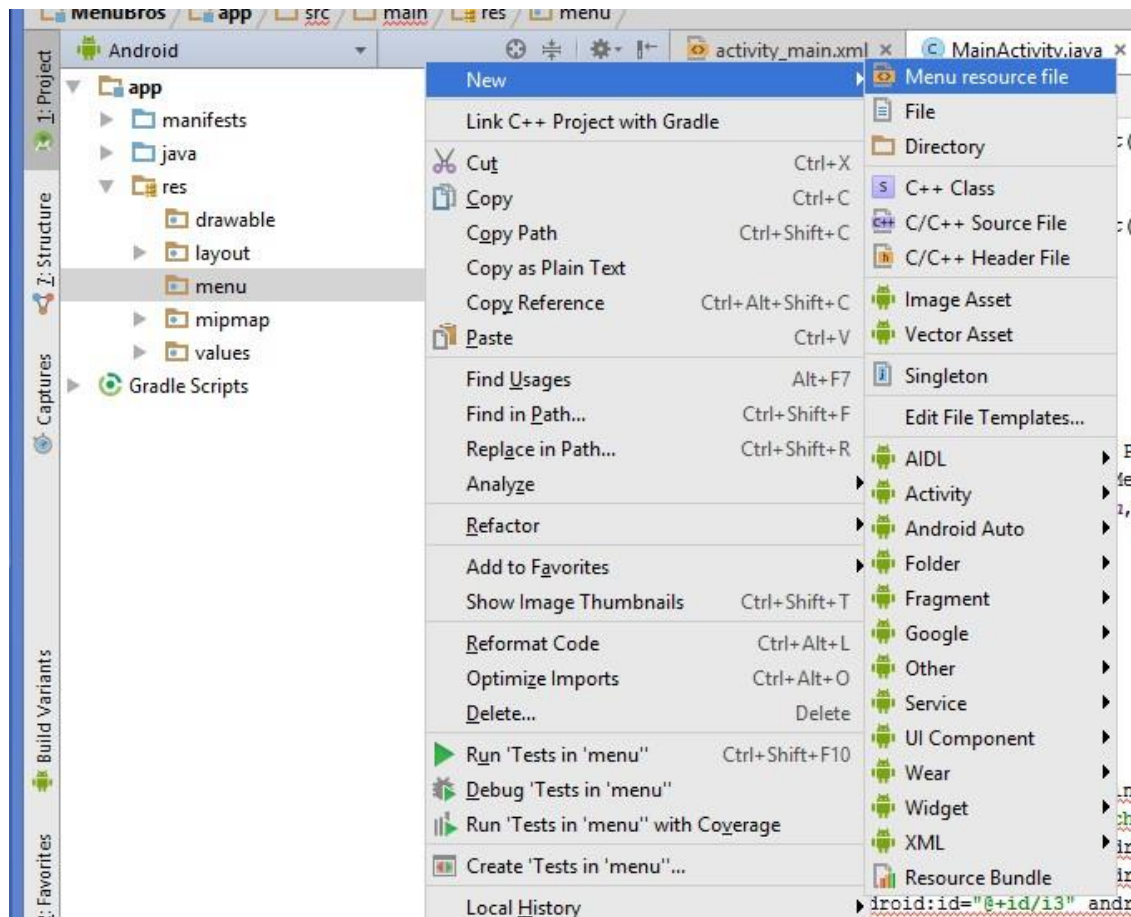 MenuBros app src main res menu
Android
activity_main.xml
MainActivity.java
1: Project
7: Structure
Captures
Build Variants
Favorites
app
manifests
java
res
drawable
layout
menu
mipmap
values
Gradle Scripts
New
Link C++ Project with Gradle
Cut Ctrl+X
Copy Ctrl+C
Copy Path Ctrl+Shift+C
Copy as Plain Text
Copy Reference Ctrl+Alt+Shift+C
Paste Ctrl+V
Find Usages Alt+F7
Find in Path... Ctrl+Shift+F
Replace in Path... Ctrl+Shift+R
Analyze
Refactor
Add to Favorites
Show Image Thumbnails Ctrl+Shift+T
Reformat Code Ctrl+Alt+L
Optimize Imports Ctrl+Alt+O
Delete... Delete
Run 'Tests in 'menu'' Ctrl+Shift+F10
Debug 'Tests in 'menu''
Run 'Tests in 'menu'' with Coverage
Create 'Tests in 'menu''...
Local History
Menu resource file
File
Directory
C++ Class
C/C++ Source File
C/C++ Header File
Image Asset
Vector Asset
Singleton
Edit File Templates...
AIDL
Activity
Android Auto
Folder
Fragment
Google
Other
Service
UI Component
Wear
Widget
XML
Resource Bundle
droid:id="@+id/i3" andr